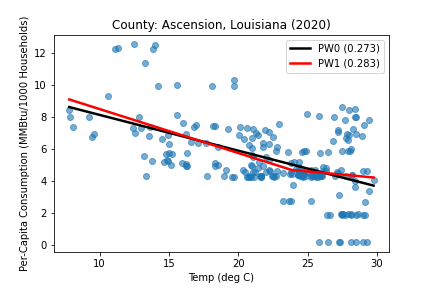 County: Ascension, Louisiana (2020)
Per-Capita Consumption (MMBtu/1000 Households)
12
10
8
6
4
2
0
PW0 (0.273)
PW1 (0.283)
10 15 20 25 30
Temp (deg C)